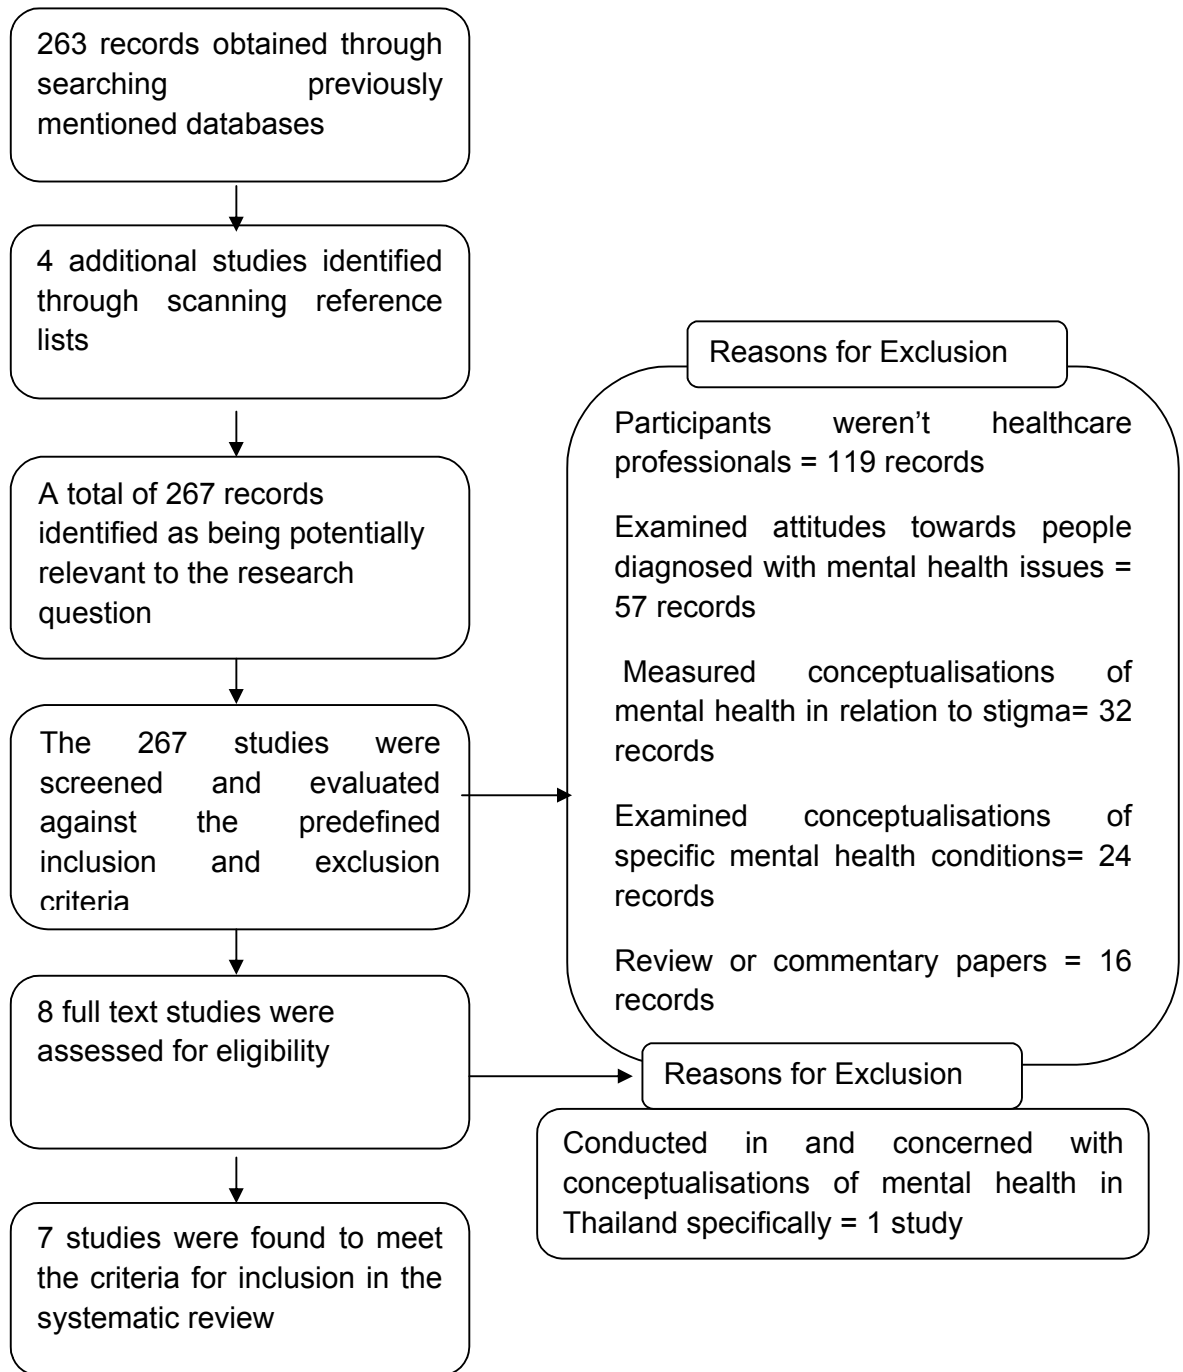 263 records obtained through
searching previously
mentioned databases
4 additional studies identified
through scanning reference
lists
A total of 267 records
identified as being potentially
relevant to the research
question
The 267 studies were
screened and evaluated
against the predefined
inclusion and exclusion
criteria
Reasons for Exclusion
Participants weren't healthcare
professionals = 119 records
Examined attitudes towards people
diagnosed with mental health issues =
57 records
Measured conceptualisations of
mental health in relation to stigma= 32
records
Examined conceptualisations of
specific mental health conditions= 24
records
Review or commentary papers = 16
records
8 full text studies were
assessed for eligibility
Reasons for Exclusion
Conducted in and concerned with
conceptualisations of mental health in
Thailand specifically = 1 study
7 studies were found to meet
the criteria for inclusion in the
systematic review